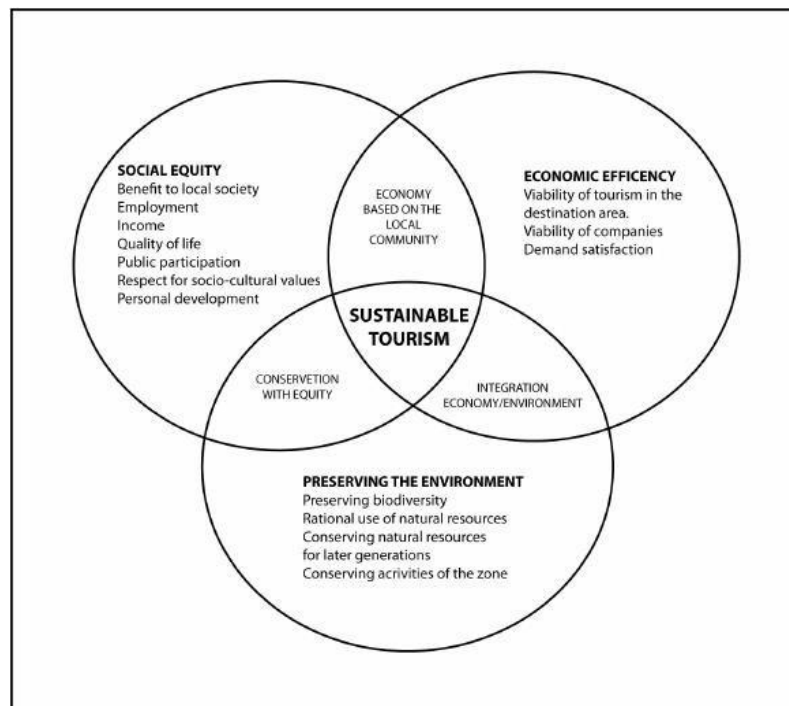 SOCIAL EQUITY
Benefit to local society
Employment
Income
Quality of life
Public participation
Respect for socio-cultural values
Personal development
ECONOMY
BASED ON THE
LOCAL
COMMUNITY
ECONOMIC EFFICENCY
Viability of tourism in the
destination area.
Viability of companies
Demand satisfaction
SUSTAINABLE
TOURISM
CONSERVETION
WITH EQUITY
INTEGRATION
ECONOMY/ENVIRONMENT
PRESERVING THE ENVIRONMENT
Preserving biodiversity
Rational use of natural resources
Conserving natural resources
for later generations
Conserving acrivities of the zone